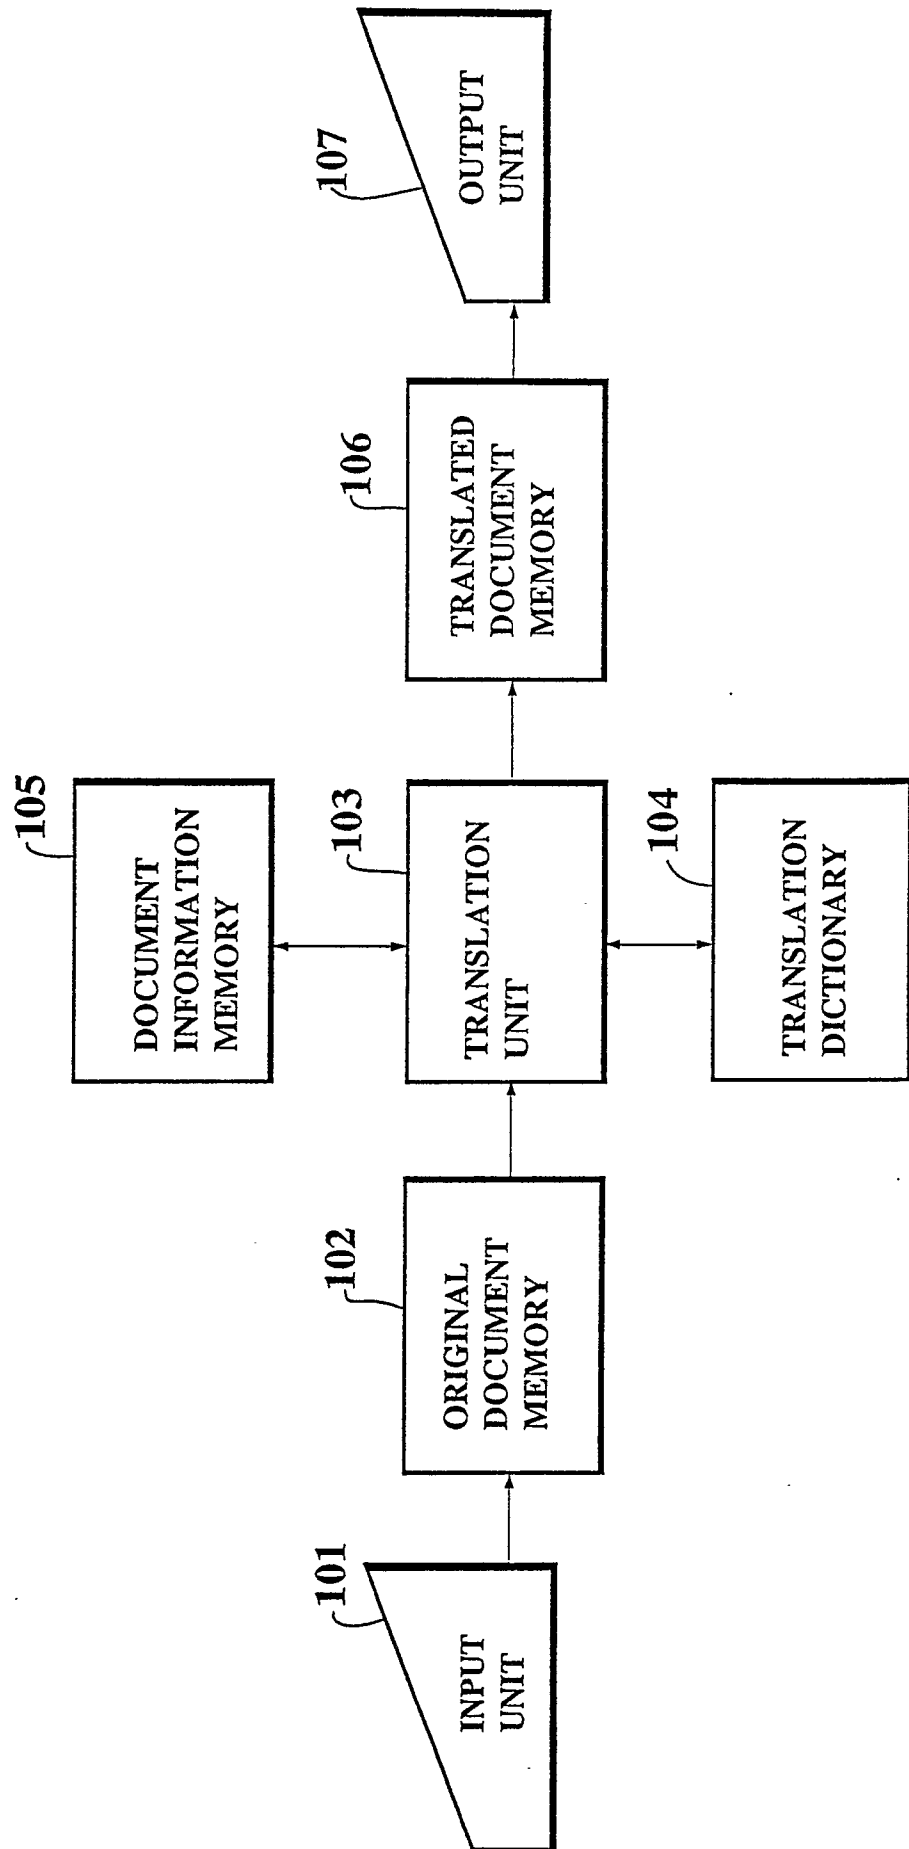 101
INPUT
UNIT
102
ORIGINAL
DOCUMENT
MEMORY
105
DOCUMENT
INFORMATION
MEMORY
103
TRANSLATION
UNIT
104
TRANSLATION
DICTIONARY
106
TRANSLATED
DOCUMENT
MEMORY
107
OUTPUT
UNIT